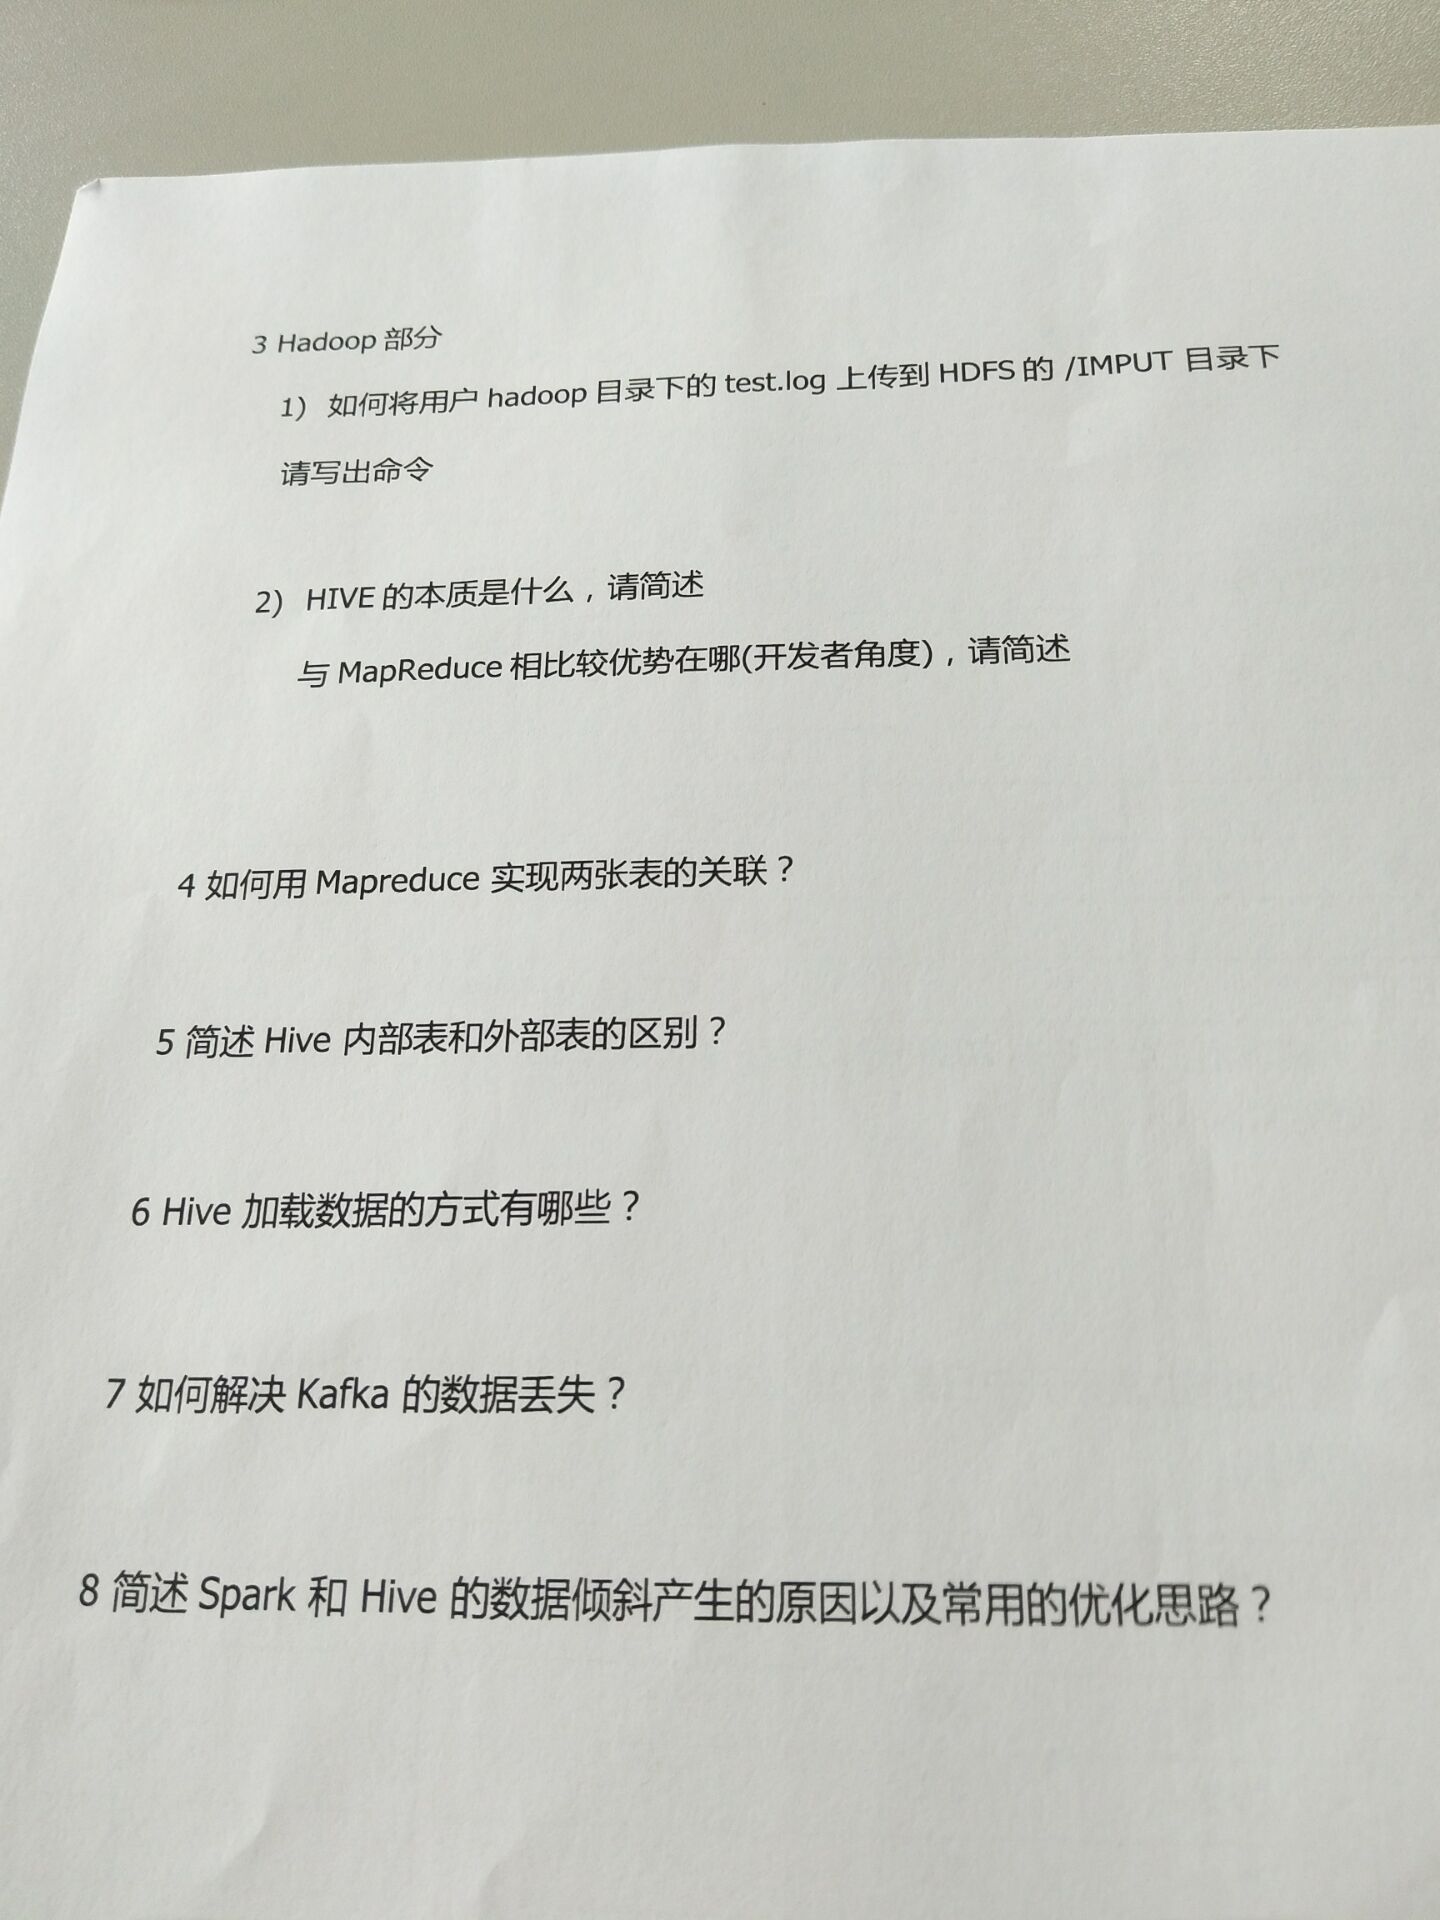 3 Hadoop 部分
1) 如何将用户 hadoop 目录下的 test.log 上传到 HDFS 的 /IMPUT 目录下
请写出命令
2) HIVE 的本质是什么，请简述
与 MapReduce 相比较优势在哪(开发者角度)，请简述
4 如何用 Mapreduce 实现两张表的关联？
5 简述 Hive 内部表和外部表的区别？
6 Hive 加载数据的方式有哪些？
7 如何解决 Kafka 的数据丢失？
8 简述 Spark 和 Hive 的数据倾斜产生的原因以及常用的优化思路？